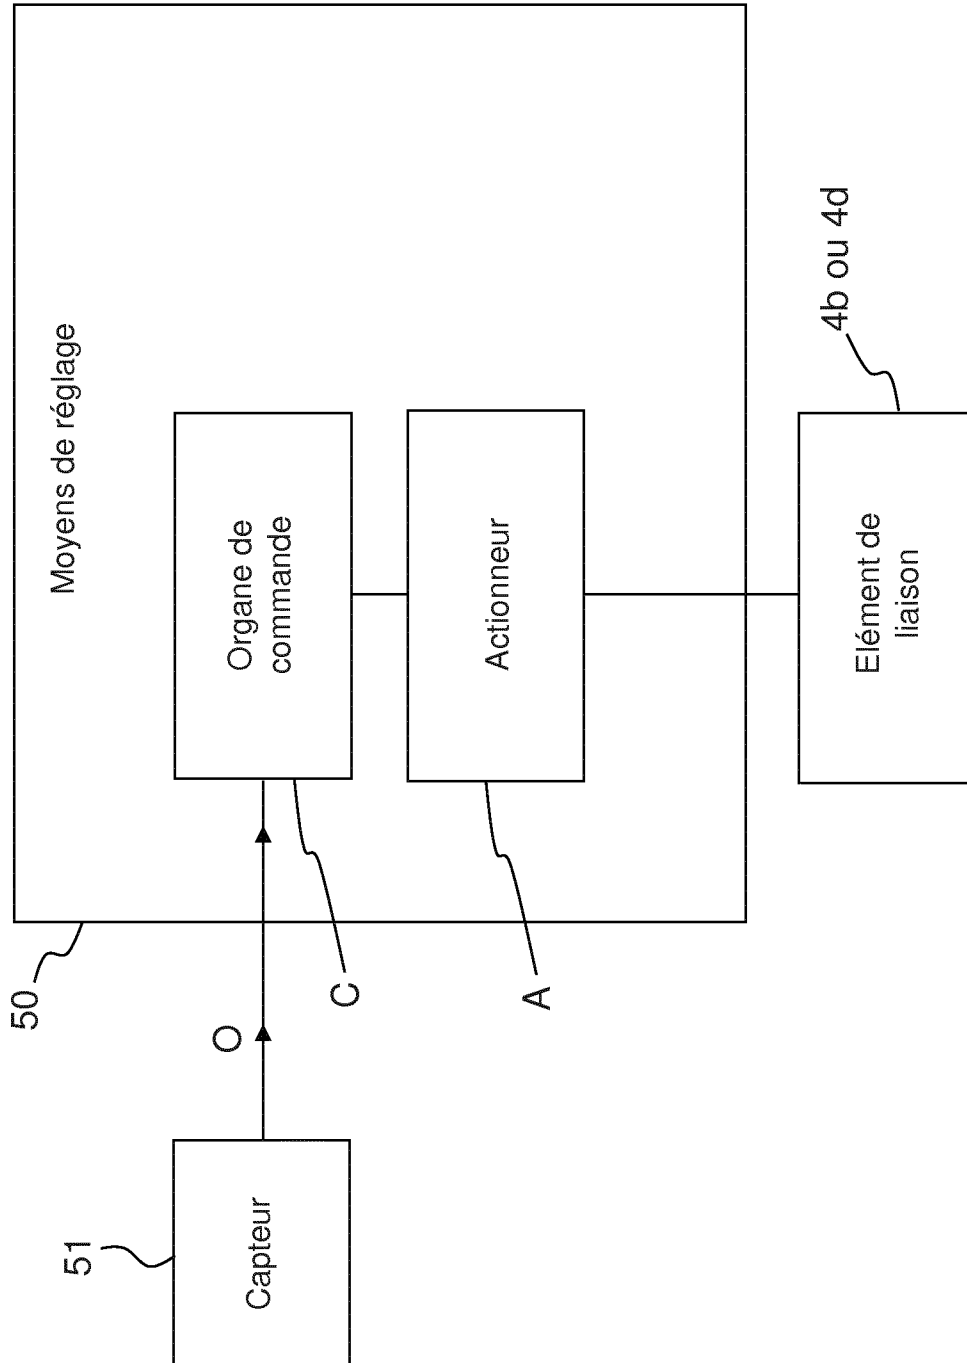 Moyens de réglage
50
51
Capteur
O
Organe de
commande
C
Actionneur
A
Elément de
liaison
4b ou 4d